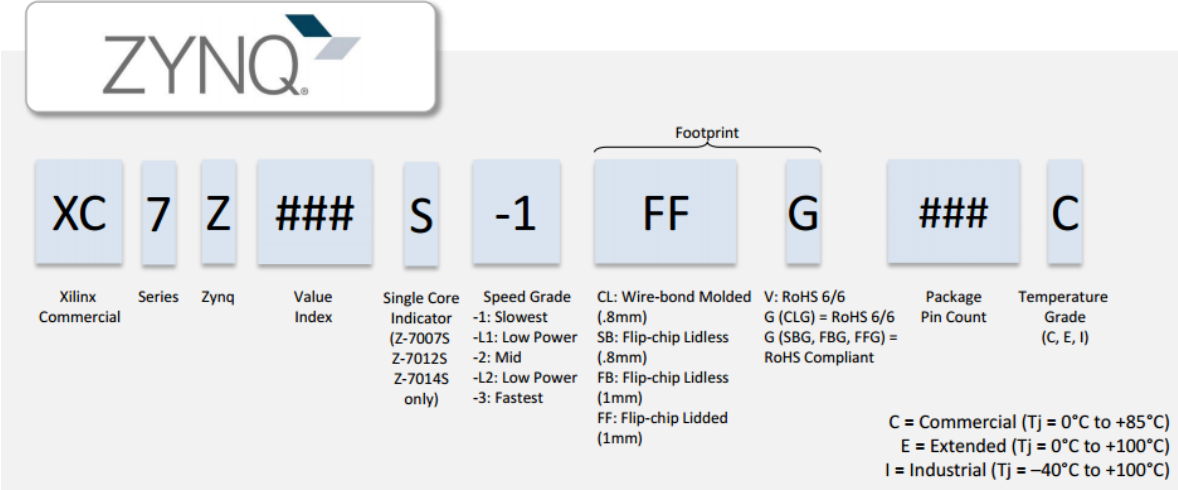 ZYNQ®
Footprint
XC 7 Z ### S -1 FF G ### C
Xilinx
Commercial
Series
Zynq
Value
Index
Single Core
Indicator
(Z-7007S
Z-7012S
Z-7014S
only)
Speed Grade
-1: Slowest
-L1: Low Power
-2: Mid
-L2: Low Power
-3: Fastest
CL: Wire-bond Molded
(.8mm)
SB: Flip-chip Lidless
(.8mm)
FB: Flip-chip Lidless
(1mm)
FF: Flip-chip Lidded
(1mm)
V: RoHS 6/6
G (CLG) = RoHS 6/6
G (SBG, FBG, FFG) =
RoHS Compliant
Package
Pin Count
Temperature
Grade
(C, E, I)
C = Commercial (Tj = 0°C to +85°C)
E = Extended (Tj = 0°C to +100°C)
I = Industrial (Tj = –40°C to +100°C)